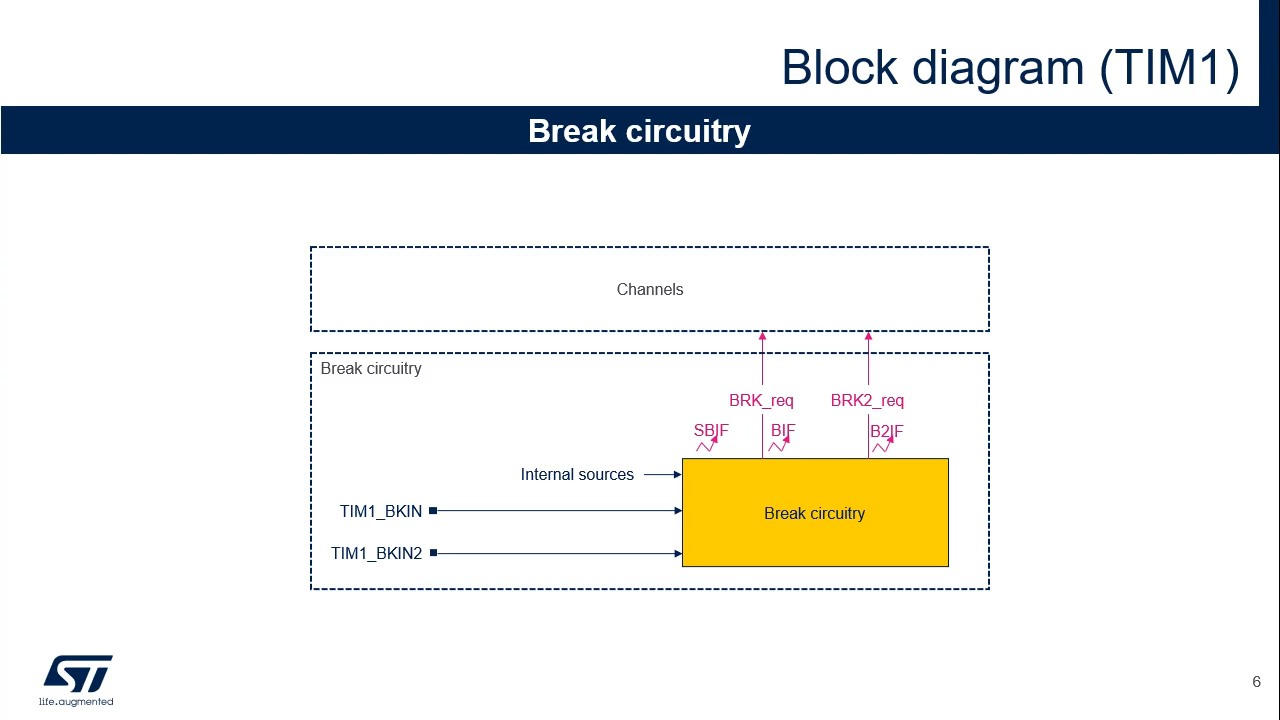 Block diagram (TIM1)
Break circuitry
Channels
Break circuitry
BRK_req
BRK2_req
SBIF
BIF
B2IF
Internal sources
TIM1_BKIN
Break circuitry
TIM1_BKIN2
life.augmented
6